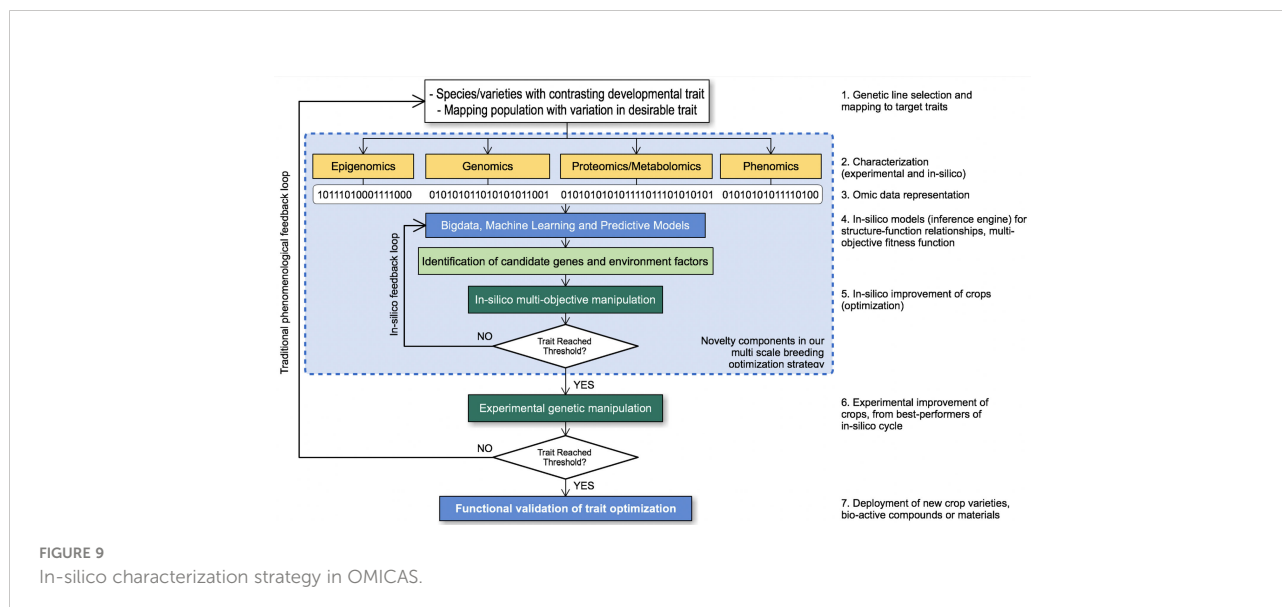 - Species/varieties with contrasting developmental trait
- Mapping population with variation in desirable trait
1. Genetic line selection and
mapping to target traits
Epigenomics
Genomics
Proteomics/Metabolomics
Phenomics
2. Characterization
(experimental and in-silico)
10111010001111000
010101011010101011001
010101010101111011101010101
01010101011110100
3. Omic data representation
Bigdata, Machine Learning and Predictive Models
4. In-silico models (inference engine) for
structure-function relationships, multi-
objective fitness function
Identification of candidate genes and environment factors
In-silico multi-objective manipulation
5. In-silico improvement of crops
(optimization)
In-silico feedback loop
Traditional phenomenological feedback loop
NO
Trait Reached
Threshold?
Novelty components in our
multi scale breeding
optimization strategy
YES
Experimental genetic manipulation
6. Experimental improvement of
crops, from best-performers of
in-silico cycle
NO
Trait Reached
Threshold?
YES
Functional validation of trait optimization
7. Deployment of new crop varieties,
bio-active compounds or materials
FIGURE 9
In-silico characterization strategy in OMICAS.